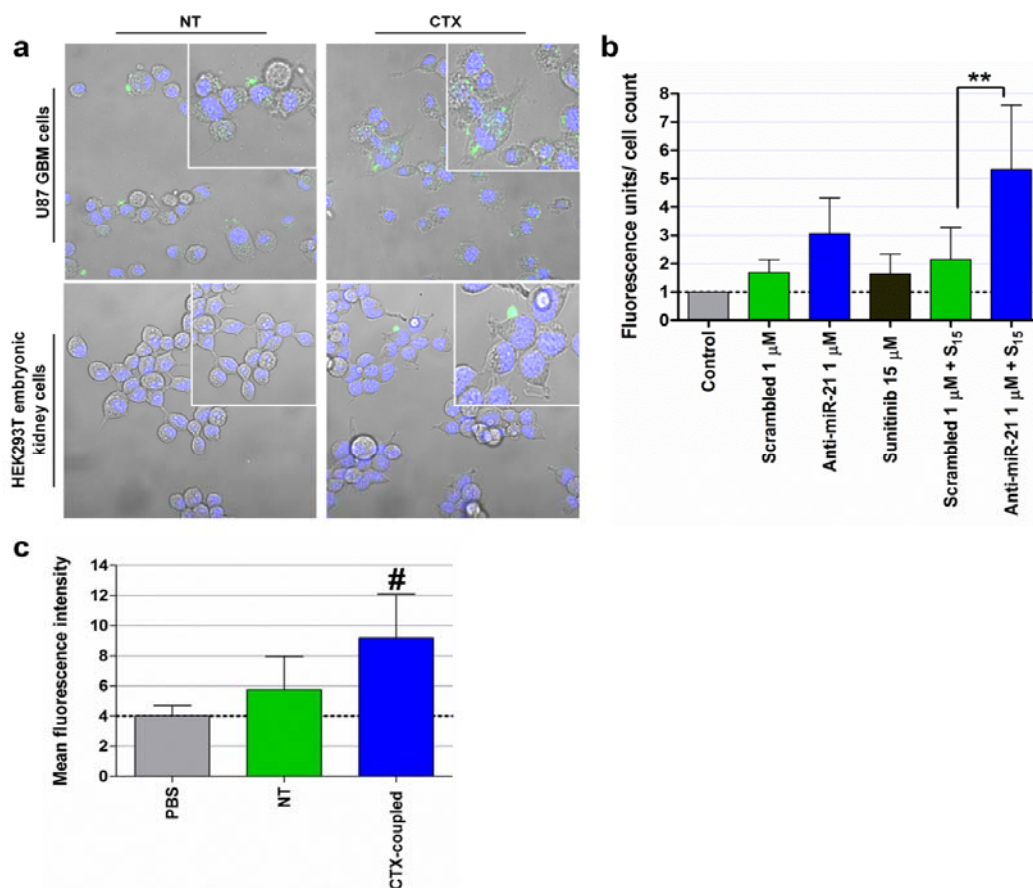 a
NT
CTX
U87 GBM cells
HEK293T embryonic
kidney cells
b
Fluorescence units/ cell count
8
7
6
5
4
3
2
1
0
**
Control
Scrambled 1 µM
Anti-miR-21 1 µM
Sunitinib 15 µM
Scrambled 1 µM + S15
Anti-miR-21 1 µM + S15
c
Mean fluorescence intensity
14
12
10
8
6
4
2
0
#
PBS
NT
CTX-coupled